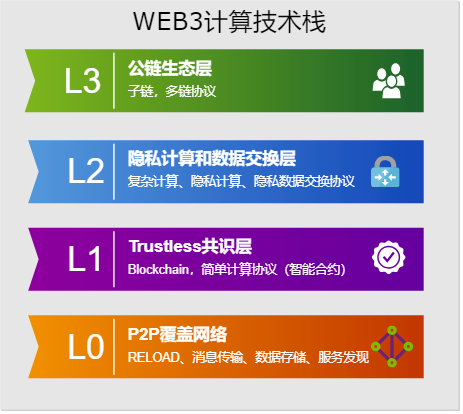 WEB3计算技术栈
L3
公链生态层
子链，多链协议
L2
隐私计算和数据交换层
复杂计算、隐私计算、隐私数据交换协议
L1
Trustless共识层
Blockchain，简单计算协议（智能合约）
L0
P2P覆盖网络
RELOAD、消息传输、数据存储、服务发现